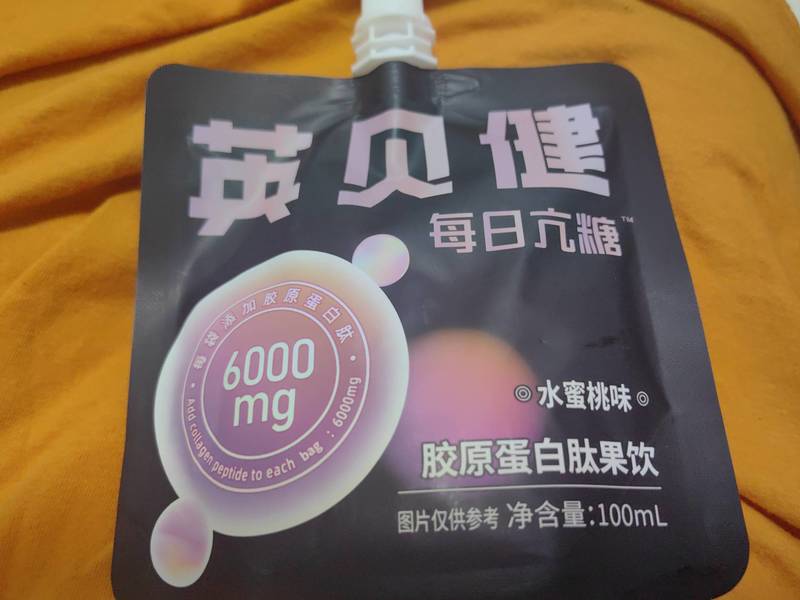 英贝健
每日亢糖™
每袋添加胶原蛋白肽
6000
mg
Add collagen peptide to each bag : 6000mg
水蜜桃味
胶原蛋白肽果饮
图片仅供参考 净含量:100mL